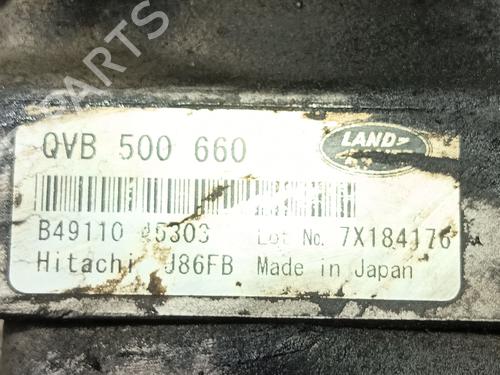 QVB 500 660
LAND
B49110 45303 Lot No. 7X184176
Hitachi J86FB Made in Japan
B-PARTS